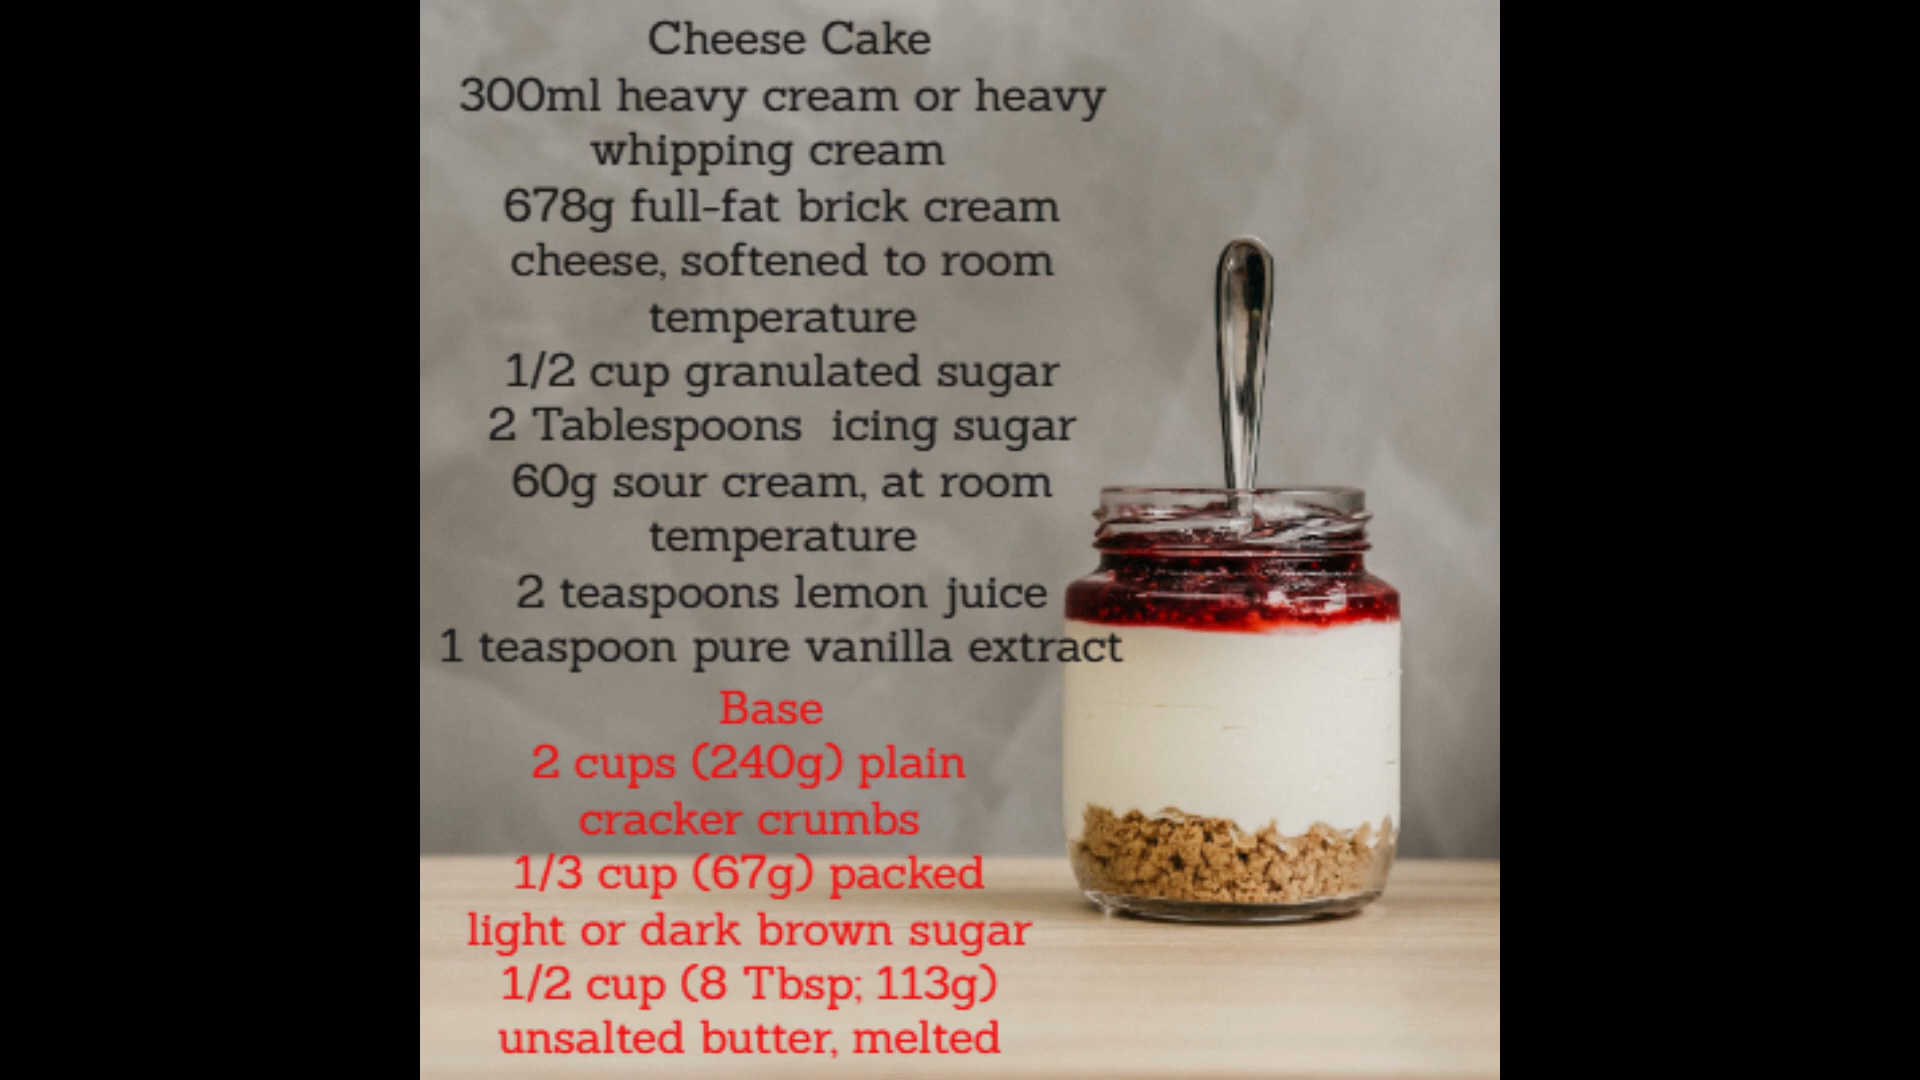 Cheese Cake
300ml heavy cream or heavy
whipping cream
678g full-fat brick cream
cheese, softened to room
temperature
1/2 cup granulated sugar
2 Tablespoons  icing sugar
60g sour cream, at room
temperature
2 teaspoons lemon juice
1 teaspoon pure vanilla extract
Base
2 cups (240g) plain
cracker crumbs
1/3 cup (67g) packed
light or dark brown sugar
1/2 cup (8 Tbsp; 113g)
unsalted butter, melted